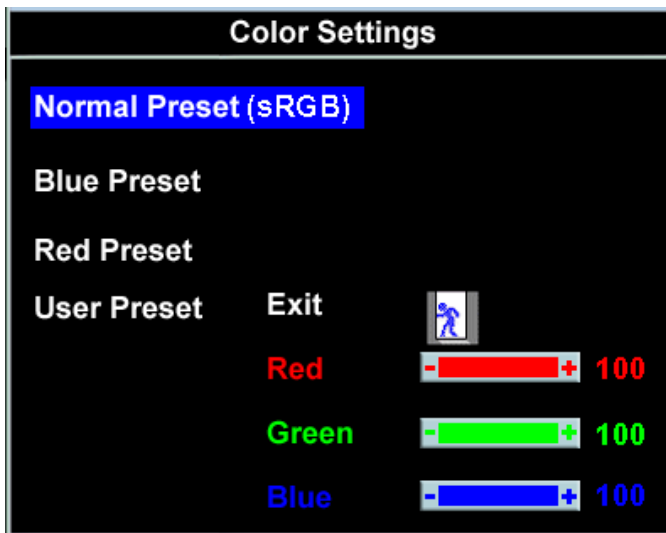 Color Settings
Normal Preset (sRGB)
Blue Preset
Red Preset
User Preset Exit
Red - + 100
Green - + 100
Blue - + 100